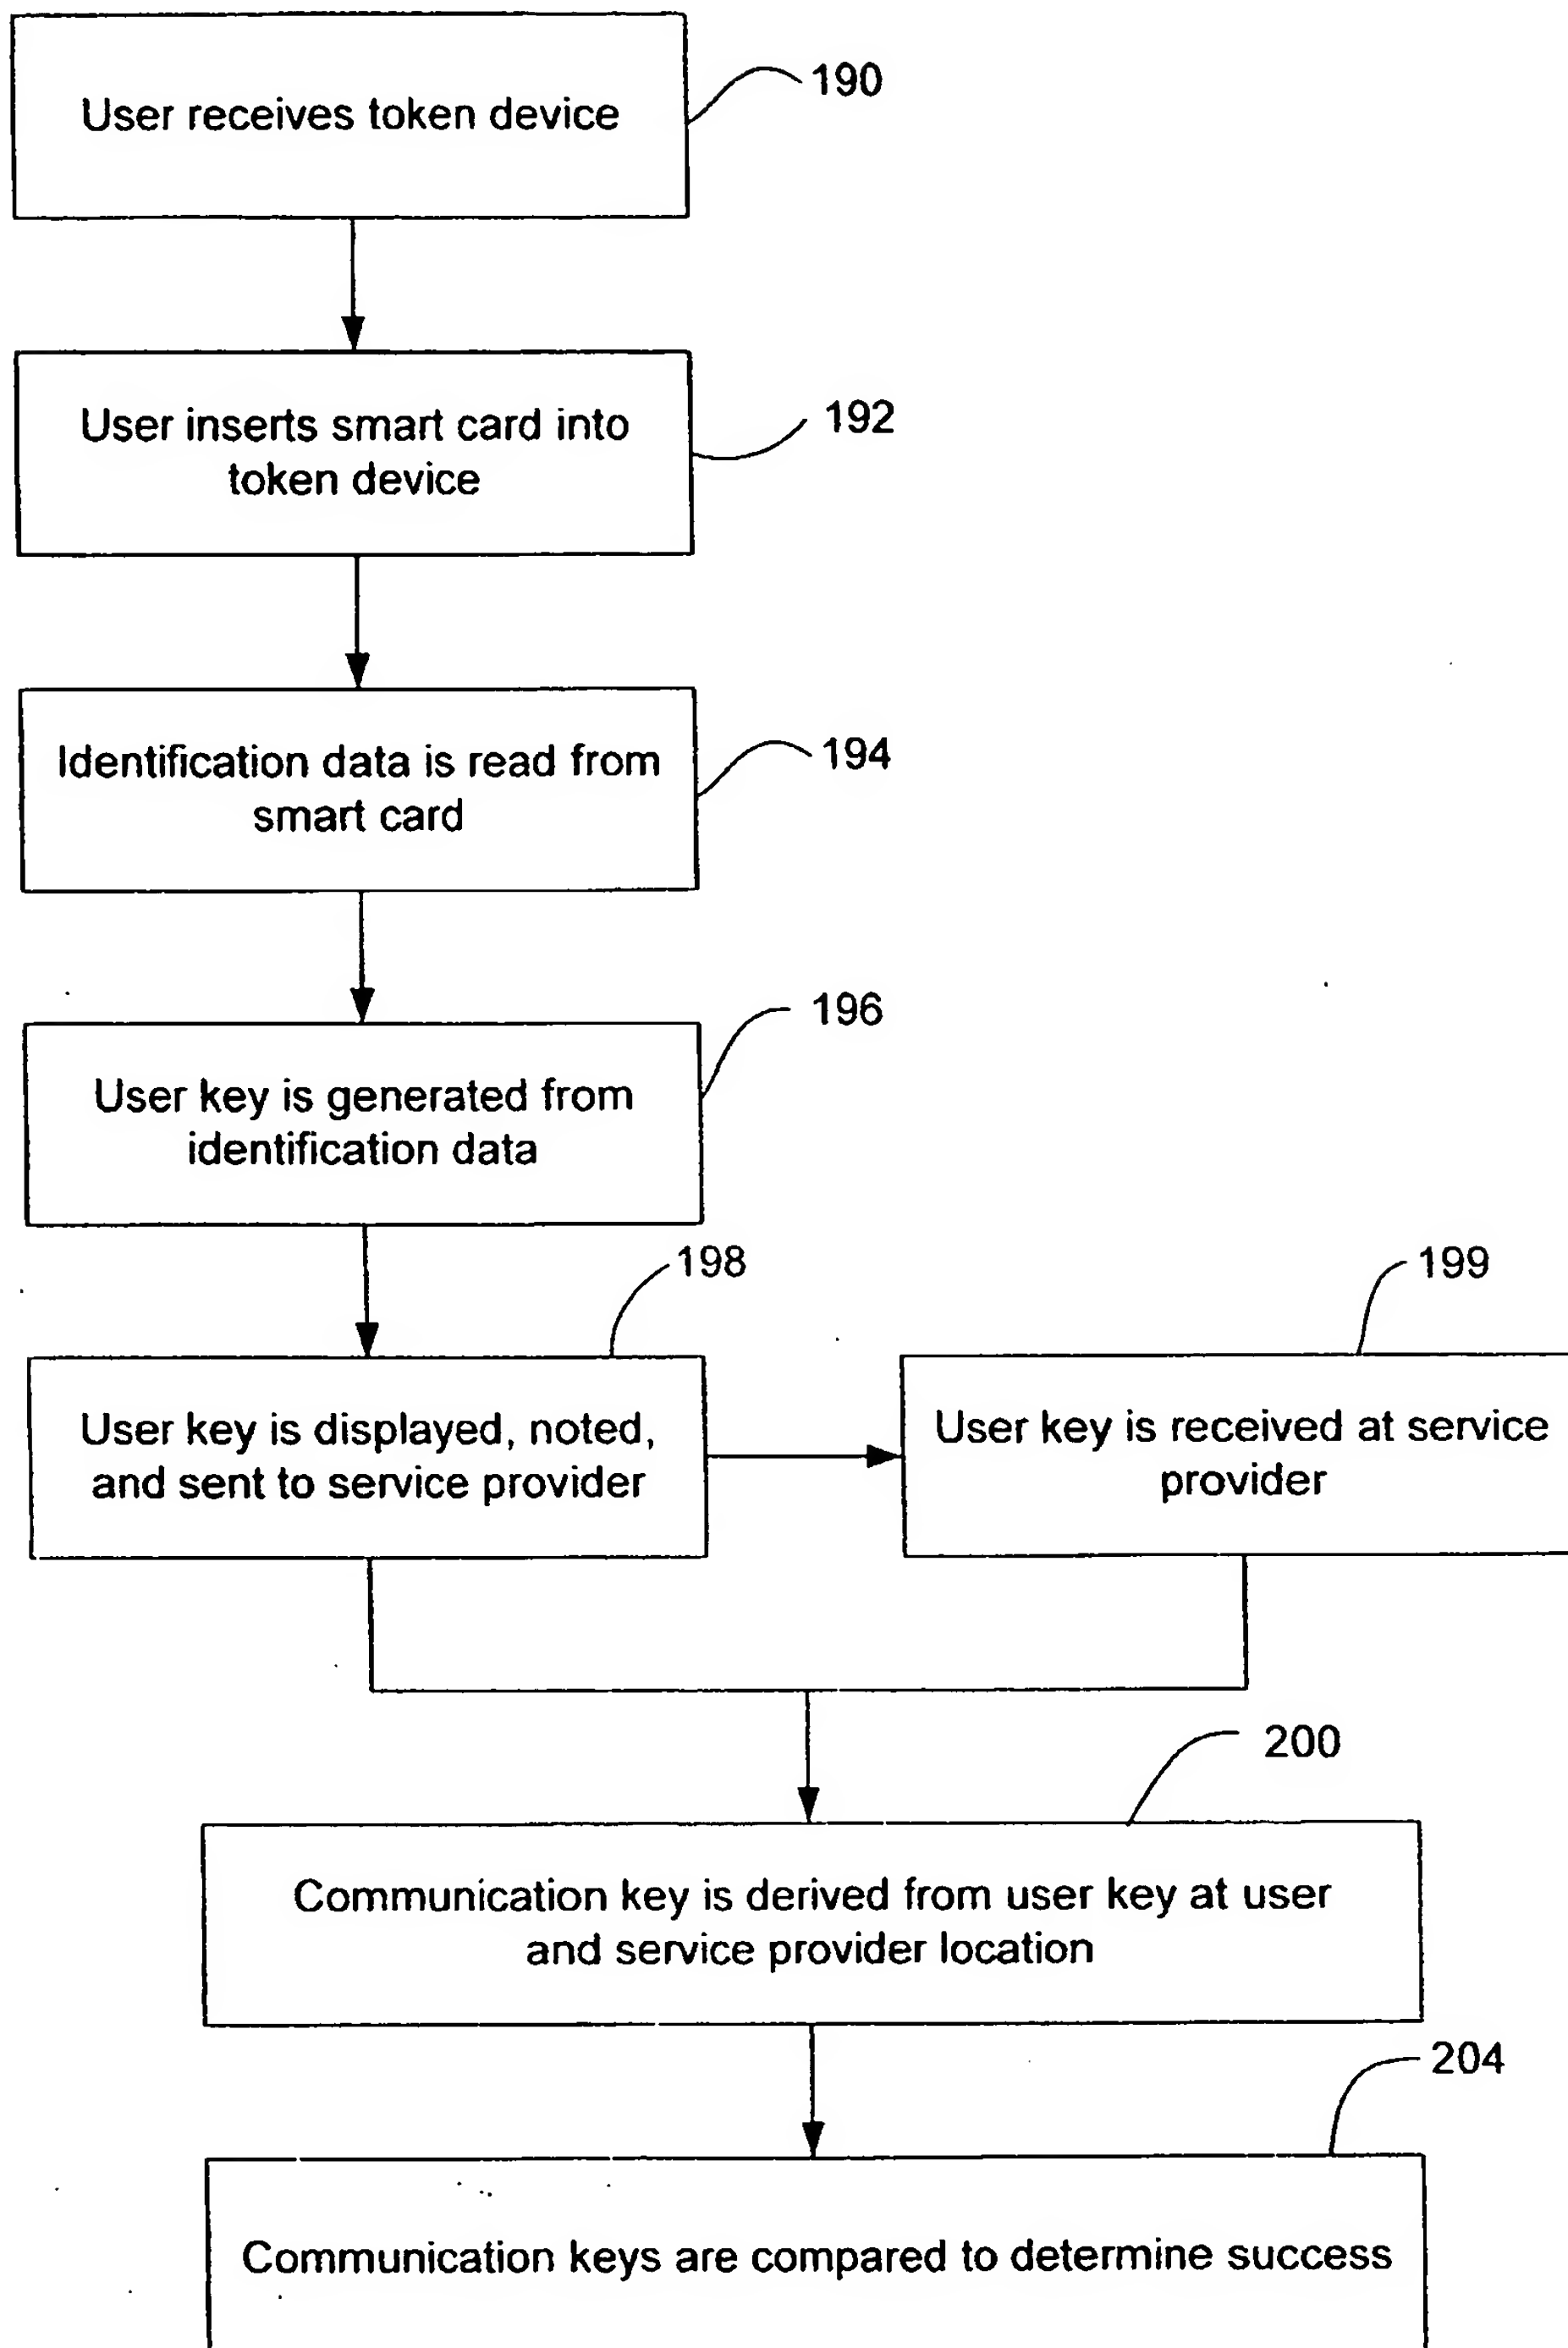 User receives token device
190
User inserts smart card into
token device
192
Identification data is read from
smart card
194
User key is generated from
identification data
196
198
User key is displayed, noted,
and sent to service provider
199
User key is received at service
provider
200
Communication key is derived from user key at user
and service provider location
204
Communication keys are compared to determine success